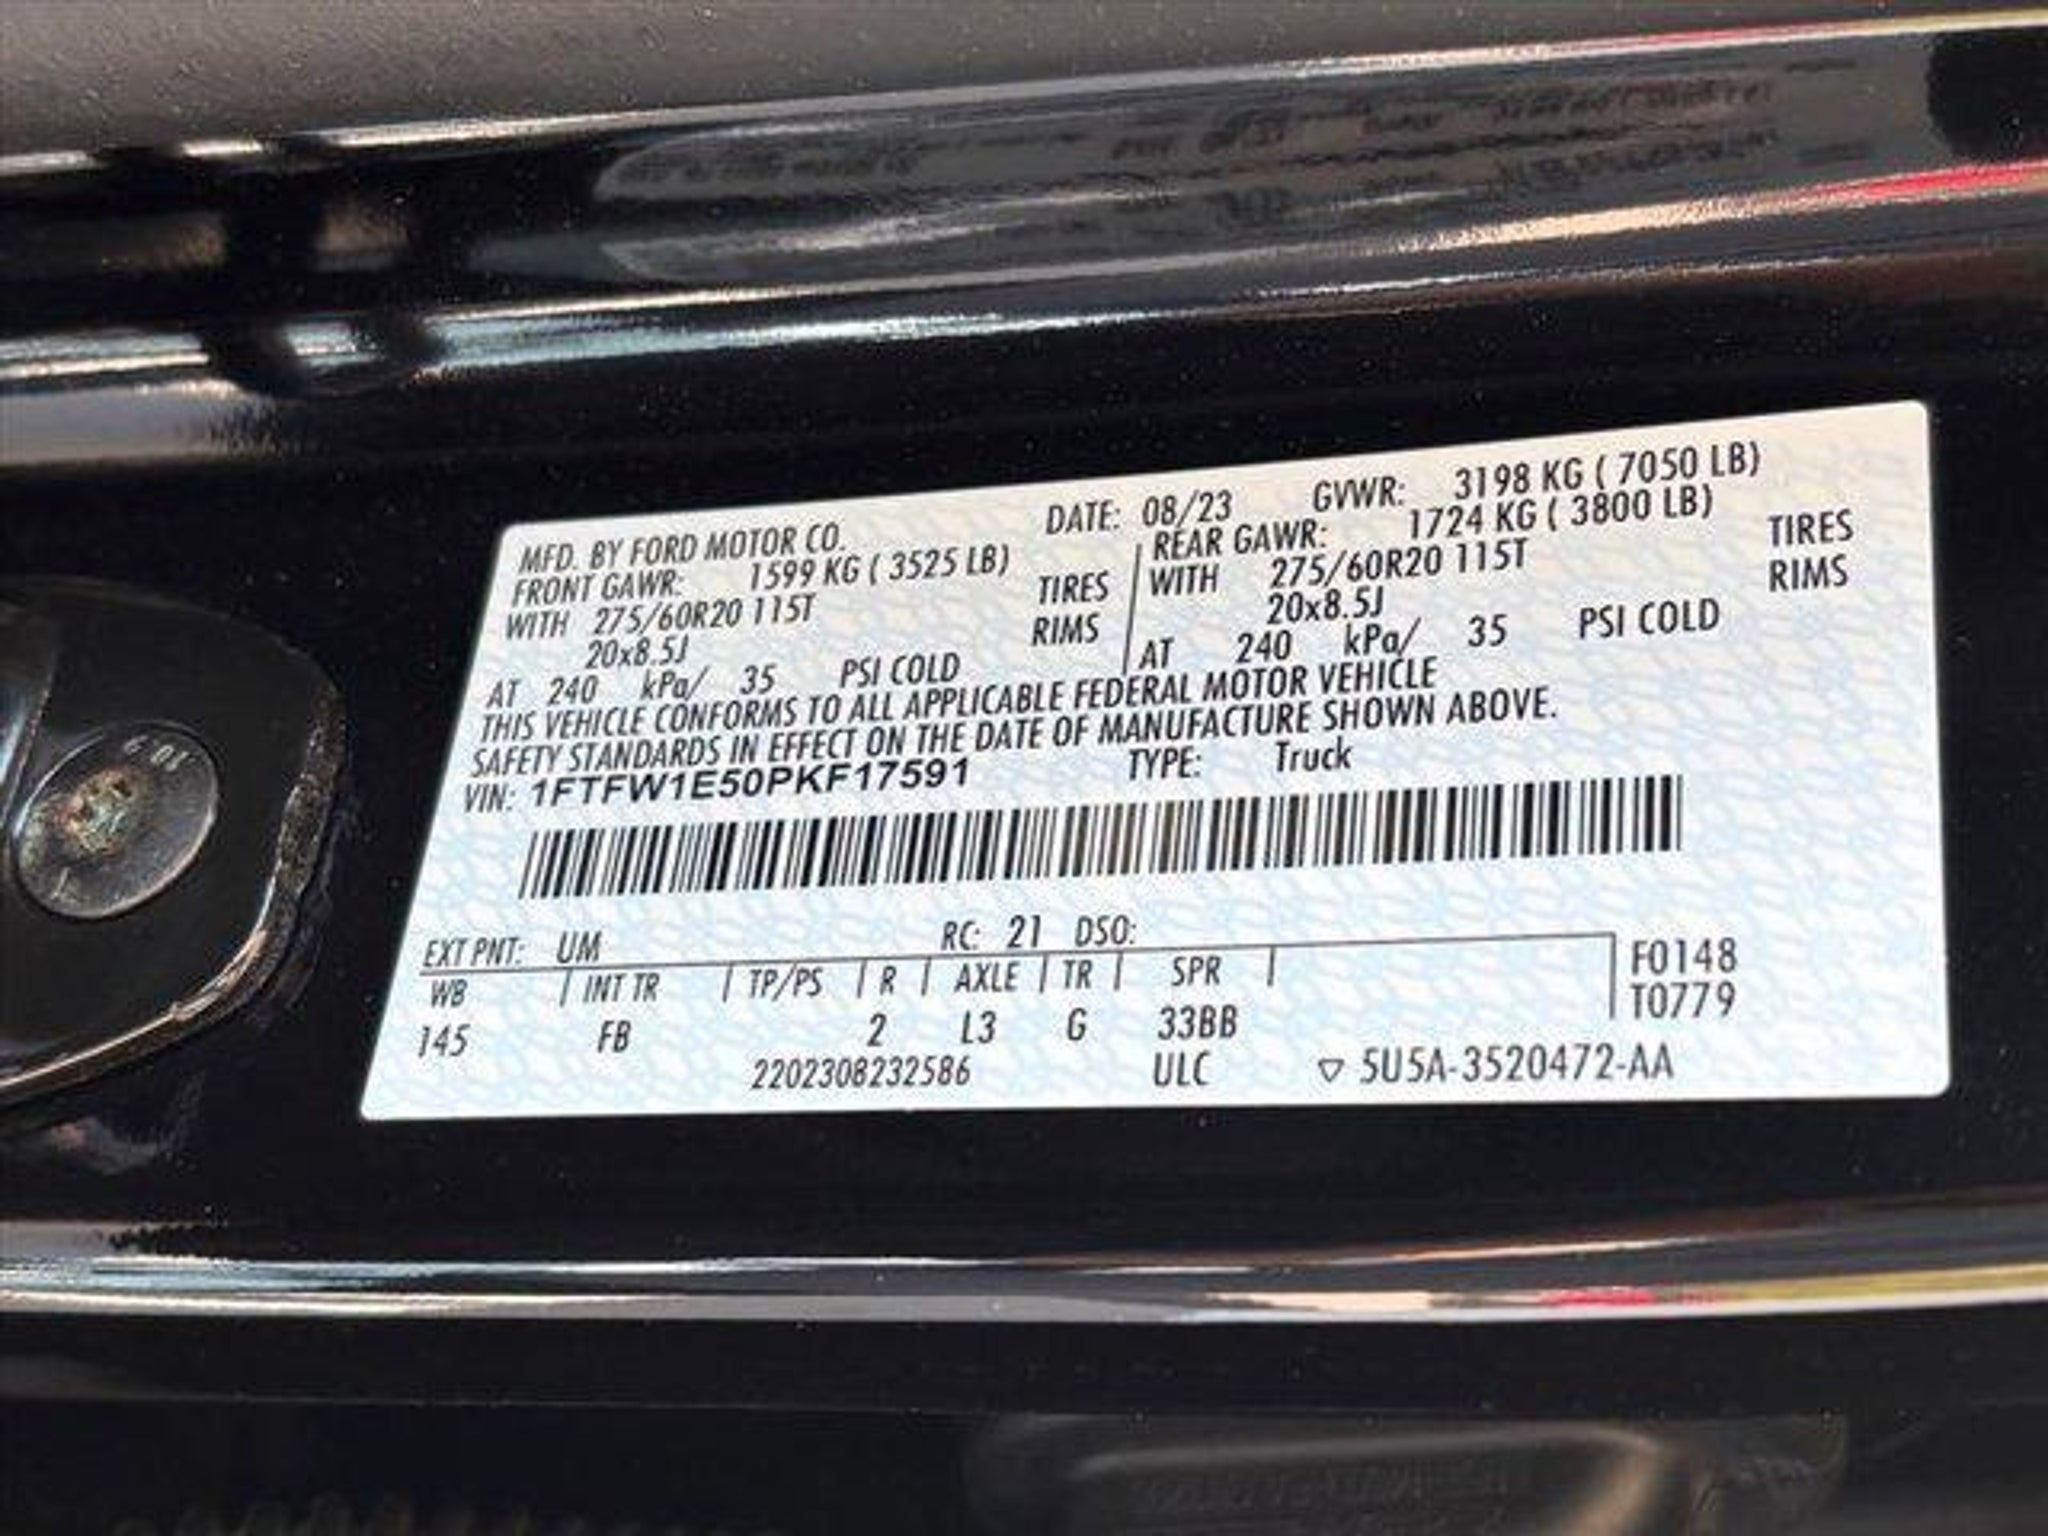 MFD. BY FORD MOTOR CO. DATE: 08/23 GVWR: 3198 KG ( 7050 LB)
FRONT GAWR: 1599 KG ( 3525 LB) REAR GAWR: 1724 KG ( 3800 LB)
WITH 275/60R20 115T TIRES WITH 275/60R20 115T TIRES
20x8.5J RIMS 20x8.5J RIMS
AT 240 kPa/ 35 PSI COLD AT 240 kPa/ 35 PSI COLD
THIS VEHICLE CONFORMS TO ALL APPLICABLE FEDERAL MOTOR VEHICLE
SAFETY STANDARDS IN EFFECT ON THE DATE OF MANUFACTURE SHOWN ABOVE.
VIN: 1FTFW1E50PKF17591 TYPE: Truck
EXT PNT: UM RC: 21 DSO:
WB INT TR TP/PS R AXLE TR SPR F0148
T0779
145 FB 2 L3 G 33BB
2202308232586 ULC ▽ 5U5A-3520472-AA